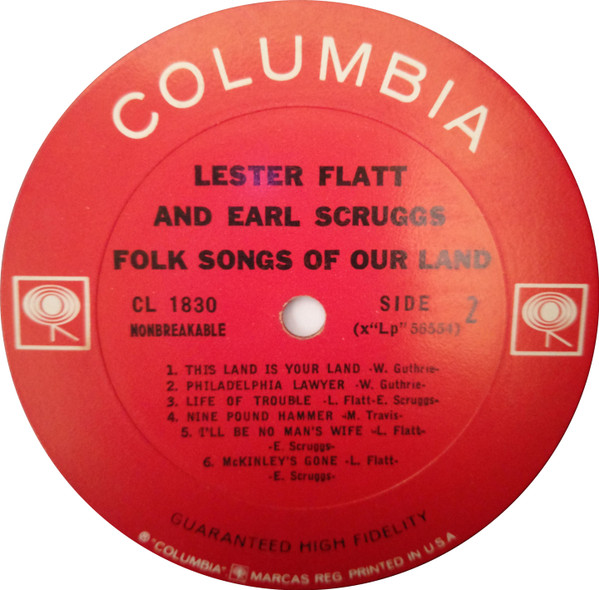 COLUMBIA
LESTER FLATT
AND EARL SCRUGGS
FOLK SONGS OF OUR LAND
CL 1830 SIDE 2
NONBREAKABLE (x"Lp" 56554)
1. THIS LAND IS YOUR LAND -W. Guthrie-
2. PHILADELPHIA LAWYER -W. Guthrie-
3. LIFE OF TROUBLE -L. Flatt-E. Scruggs-
4. NINE POUND HAMMER -M. Travis-
5. I'LL BE NO MAN'S WIFE -L. Flatt-
-E. Scruggs-
6. McKINLEY'S GONE -L. Flatt-
-E. Scruggs-
GUARANTEED HIGH FIDELITY
® "COLUMBIA" MARCAS REG PRINTED IN U S A